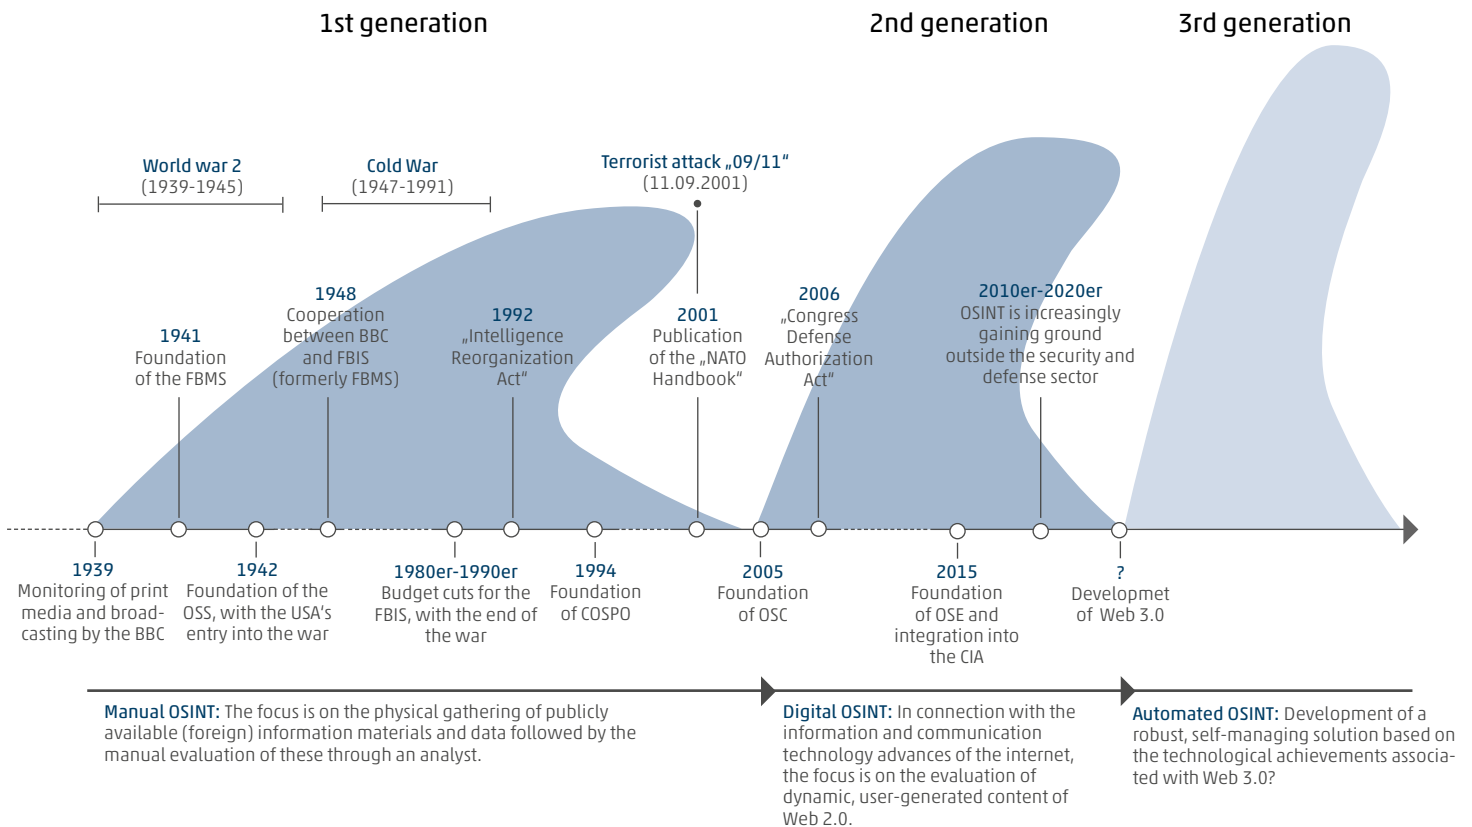 1st generation
2nd generation
3rd generation
World war 2
(1939-1945)
Cold War
(1947-1991)
Terrorist attack „09/11“
(11.09.2001)
1941
Foundation
of the FBMS
1948
Cooperation
between BBC
and FBIS
(formerly FBMS)
1992
„Intelligence
Reorganization
Act“
2001
Publication
of the „NATO
Handbook“
2006
„Congress
Defense
Authorization
Act“
2010er-2020er
OSINT is increasingly
gaining ground
outside the security and
defense sector
1939
Monitoring of print
media and broad-
casting by the BBC
1942
Foundation of the
OSS, with the USA‘s
entry into the war
1980er-1990er
Budget cuts for the
FBIS, with the end of
the war
1994
Foundation
of COSPO
2005
Foundation
of OSC
2015
Foundation
of OSE and
integration into
the CIA
?
Developmet
of Web 3.0
Manual OSINT: The focus is on the physical gathering of publicly
available (foreign) information materials and data followed by the
manual evaluation of these through an analyst.
Digital OSINT: In connection with the
information and communication
technology advances of the internet,
the focus is on the evaluation of
dynamic, user-generated content of
Web 2.0.
Automated OSINT: Development of a
robust, self-managing solution based on
the technological achievements associa-
ted with Web 3.0?